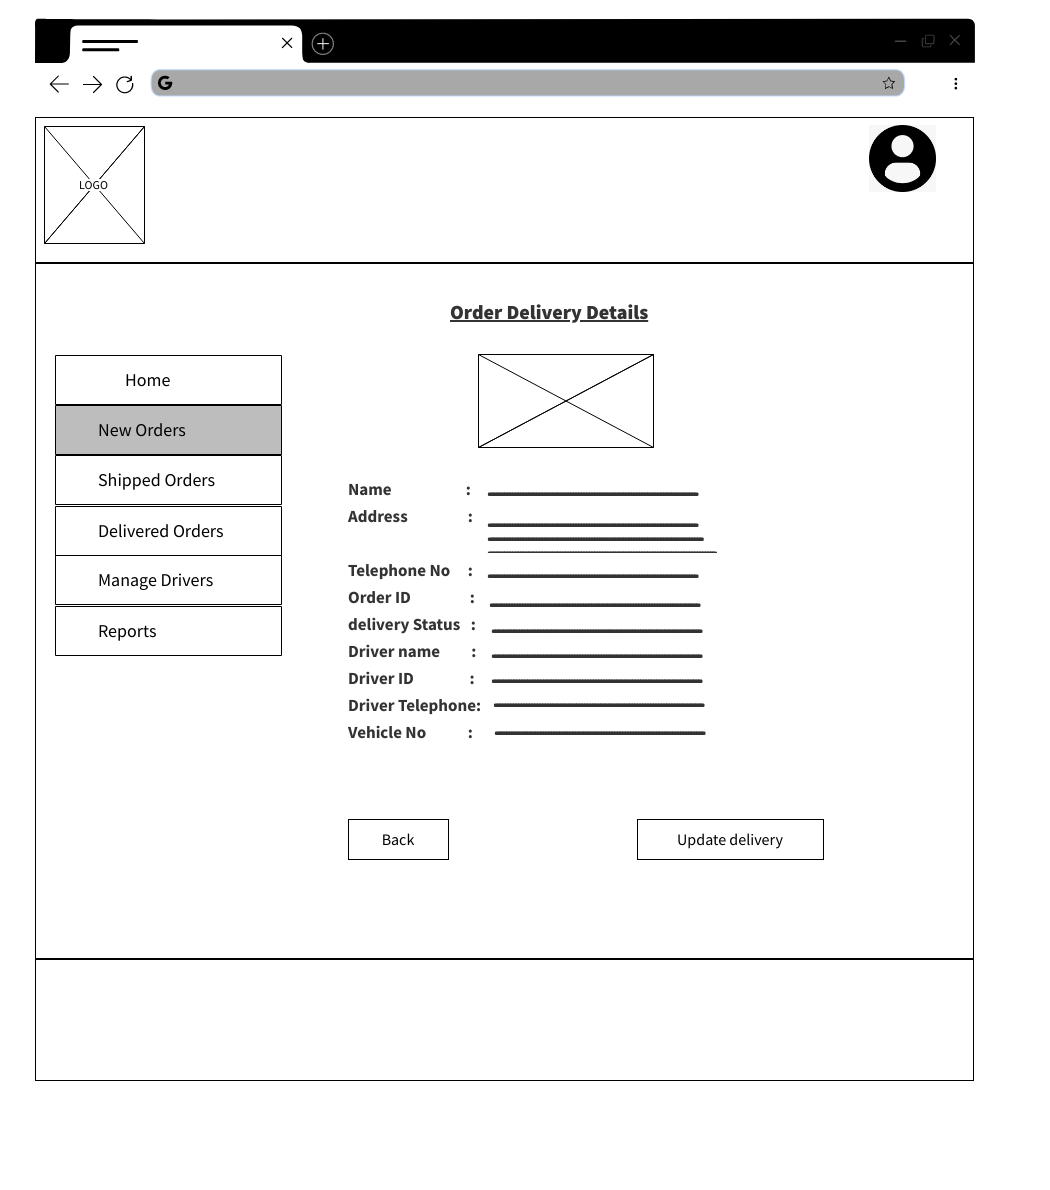 G
LOGO
Order Delivery Details
Home
New Orders
Shipped Orders
Delivered Orders
Manage Drivers
Reports
Name :
Address :
Telephone No :
Order ID :
delivery Status :
Driver name :
Driver ID :
Driver Telephone:
Vehicle No :
Back
Update delivery